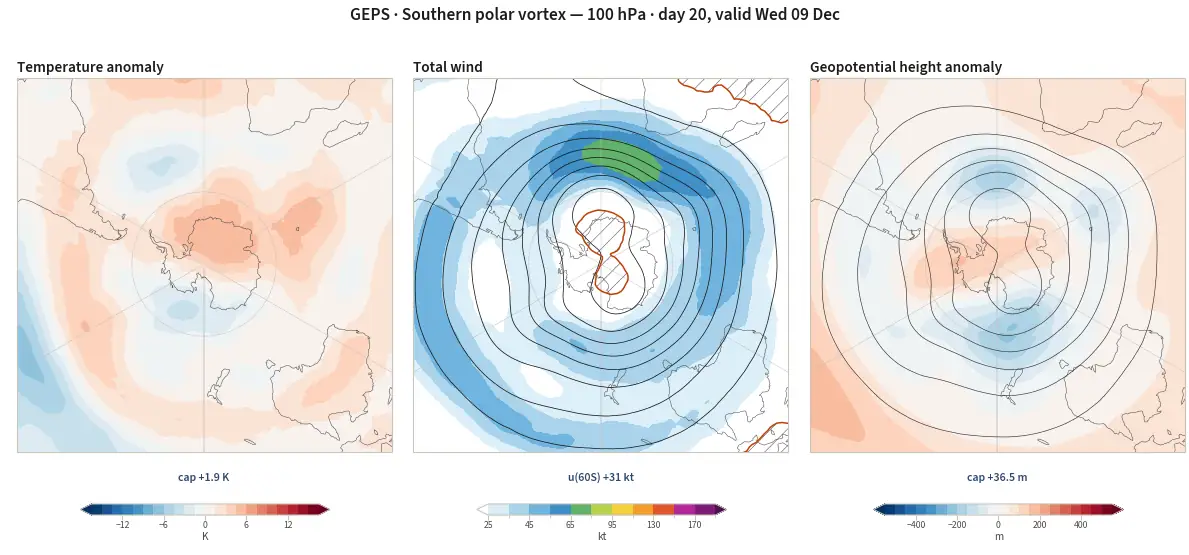 GEPS · Southern polar vortex — 100 hPa · day 20, valid Wed 09 Dec
Temperature anomaly
Total wind
Geopotential height anomaly
cap +1.9 K
u(60S) +31 kt
cap +36.5 m
−12 −6 0 6 12
K
25 45 65 95 130 170
kt
−400 −200 0 200 400
m